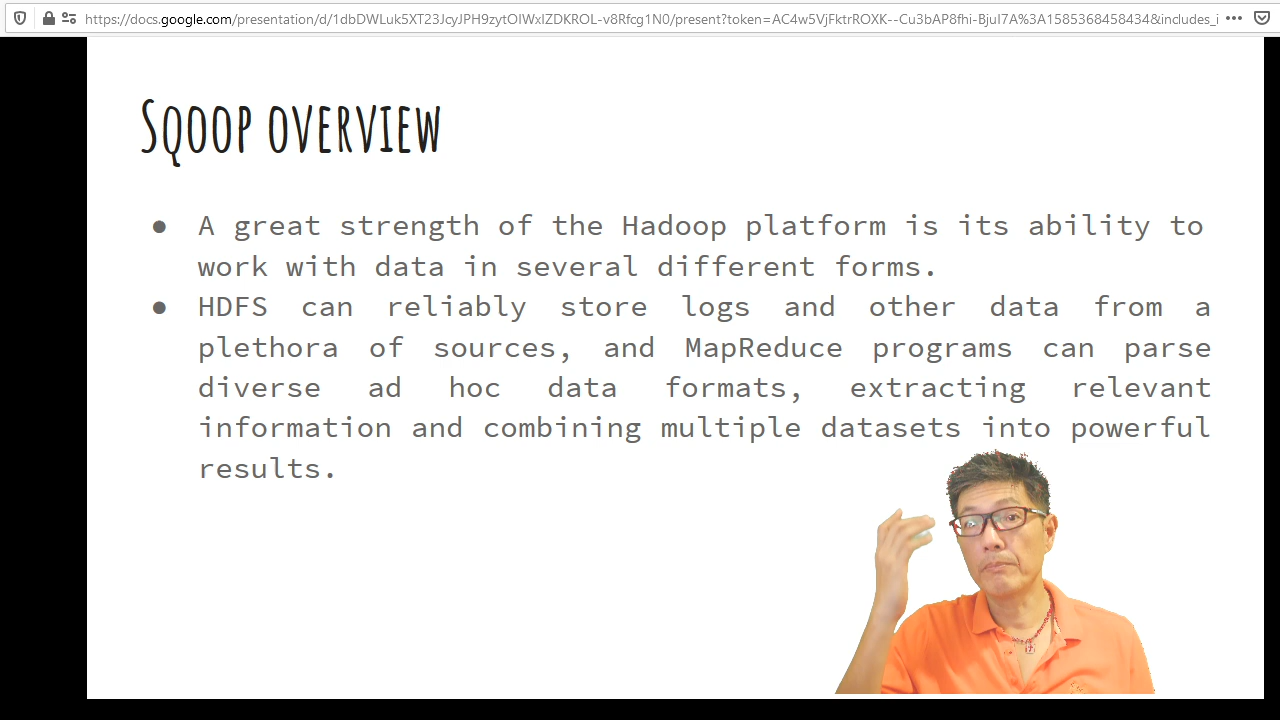 https://docs.google.com/presentation/d/1dbDWLuk5XT23JcyJPH9zytOIWxIZDKROL-v8Rfcg1N0/present?token=AC4w5VjFktrROXK--Cu3bAP8fhi-BjuI7A%3A1585368458434&includes_i
Sqoop overview
● A great strength of the Hadoop platform is its ability to
work with data in several different forms.
● HDFS can reliably store logs and other data from a
plethora of sources, and MapReduce programs can parse
diverse ad hoc data formats, extracting relevant
information and combining multiple datasets into powerful
results.